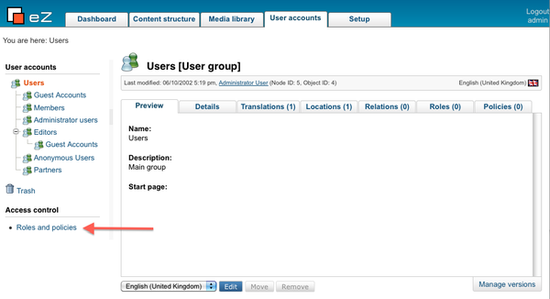 eZ
Dashboard
Content structure
Media library
User accounts
Setup
Logout
admin
You are here: Users
User accounts
Users
Guest Accounts
Members
Administrator users
Editors
Guest Accounts
Anonymous Users
Partners
Trash
Access control
Roles and policies
Users [User group]
Last modified: 06/10/2002 5:19 pm, Administrator User (Node ID: 5, Object ID: 4)
English (United Kingdom)
Preview
Details
Translations (1)
Locations (1)
Relations (0)
Roles (0)
Policies (0)
Name:
Users
Description:
Main group
Start page:
English (United Kingdom)
Edit
Move
Remove
Manage versions